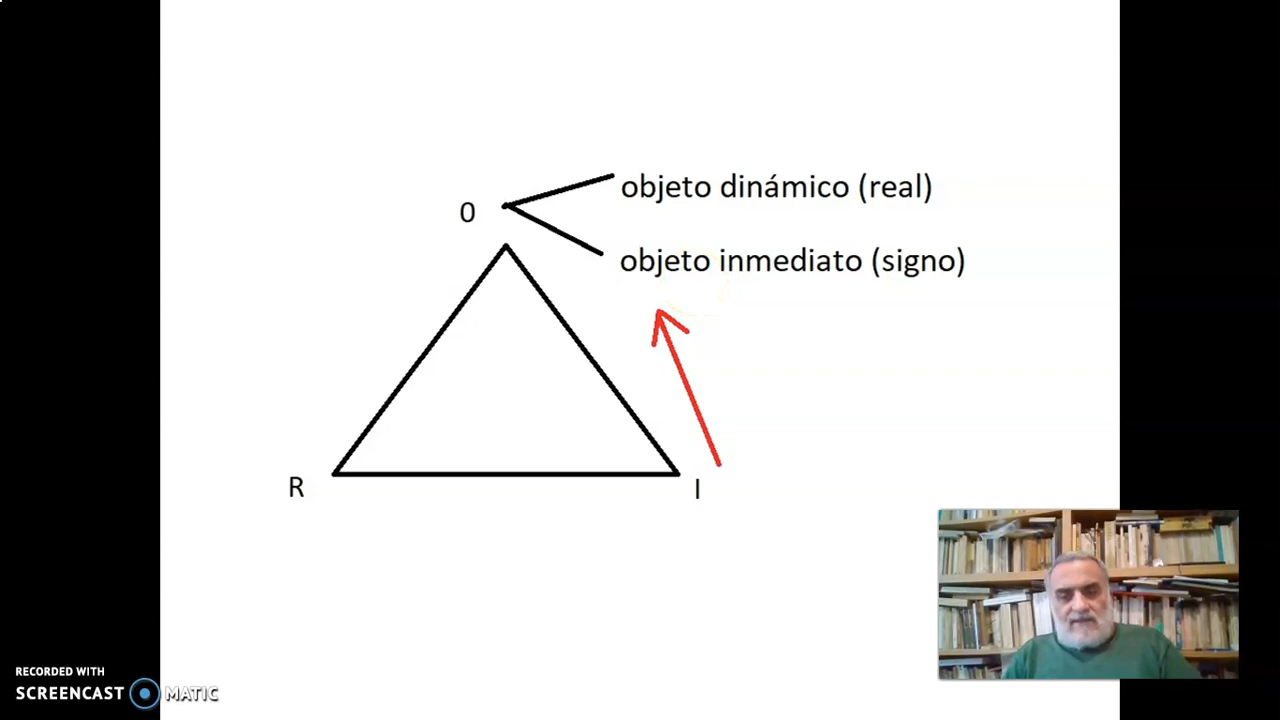 objeto dinámico (real)
0
objeto inmediato (signo)
R
I
RECORDED WITH
SCREENCAST MATIC